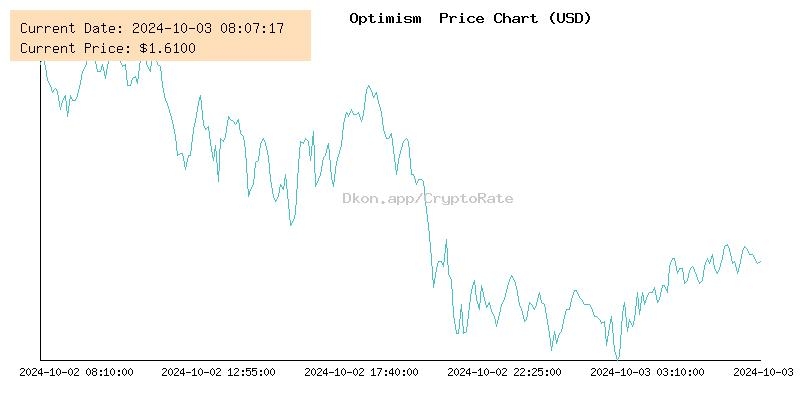 Optimism  Price Chart (USD)
Current Date: 2024-10-03 08:07:17
Current Price: $1.6100
Dkon.app/CryptoRate
2024-10-02 08:10:00 2024-10-02 12:55:00 2024-10-02 17:40:00 2024-10-02 22:25:00 2024-10-03 03:10:00 2024-10-03